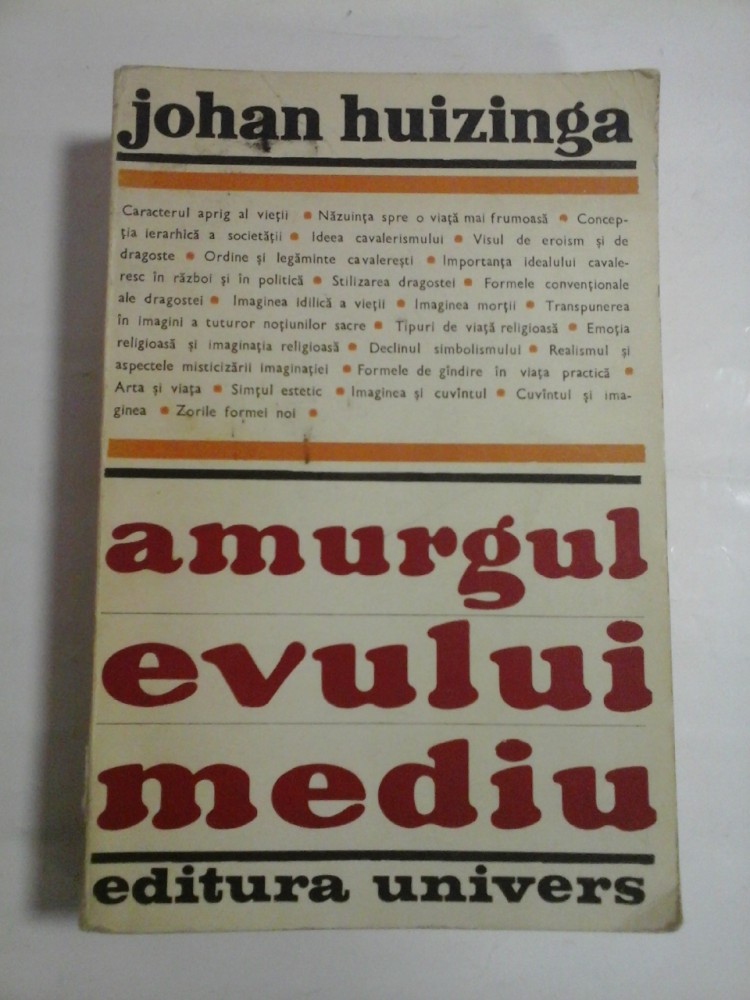 johan huizinga
Caracterul aprig al vieții • Năzuința spre o viață mai frumoasă • Concep-
ția ierarhică a societății • Ideea cavalerismului • Visul de eroism și de
dragoste • Ordine și legăminte cavalerești • Importanța idealului cavale-
resc în război și în politică • Stilizarea dragostei • Formele convenționale
ale dragostei • Imaginea idilică a vieții • Imaginea morții • Transpunerea
în imagini a tuturor noțiunilor sacre • Tipuri de viață religioasă • Emoția
religioasă și imaginația religioasă • Declinul simbolismului • Realismul și
aspectele misticizării imaginației • Formele de gîndire în viața practică •
Arta și viața • Simțul estetic • Imaginea și cuvîntul • Cuvîntul și ima-
ginea • Zorile formei noi •
amurgul
evului
mediu
editura univers